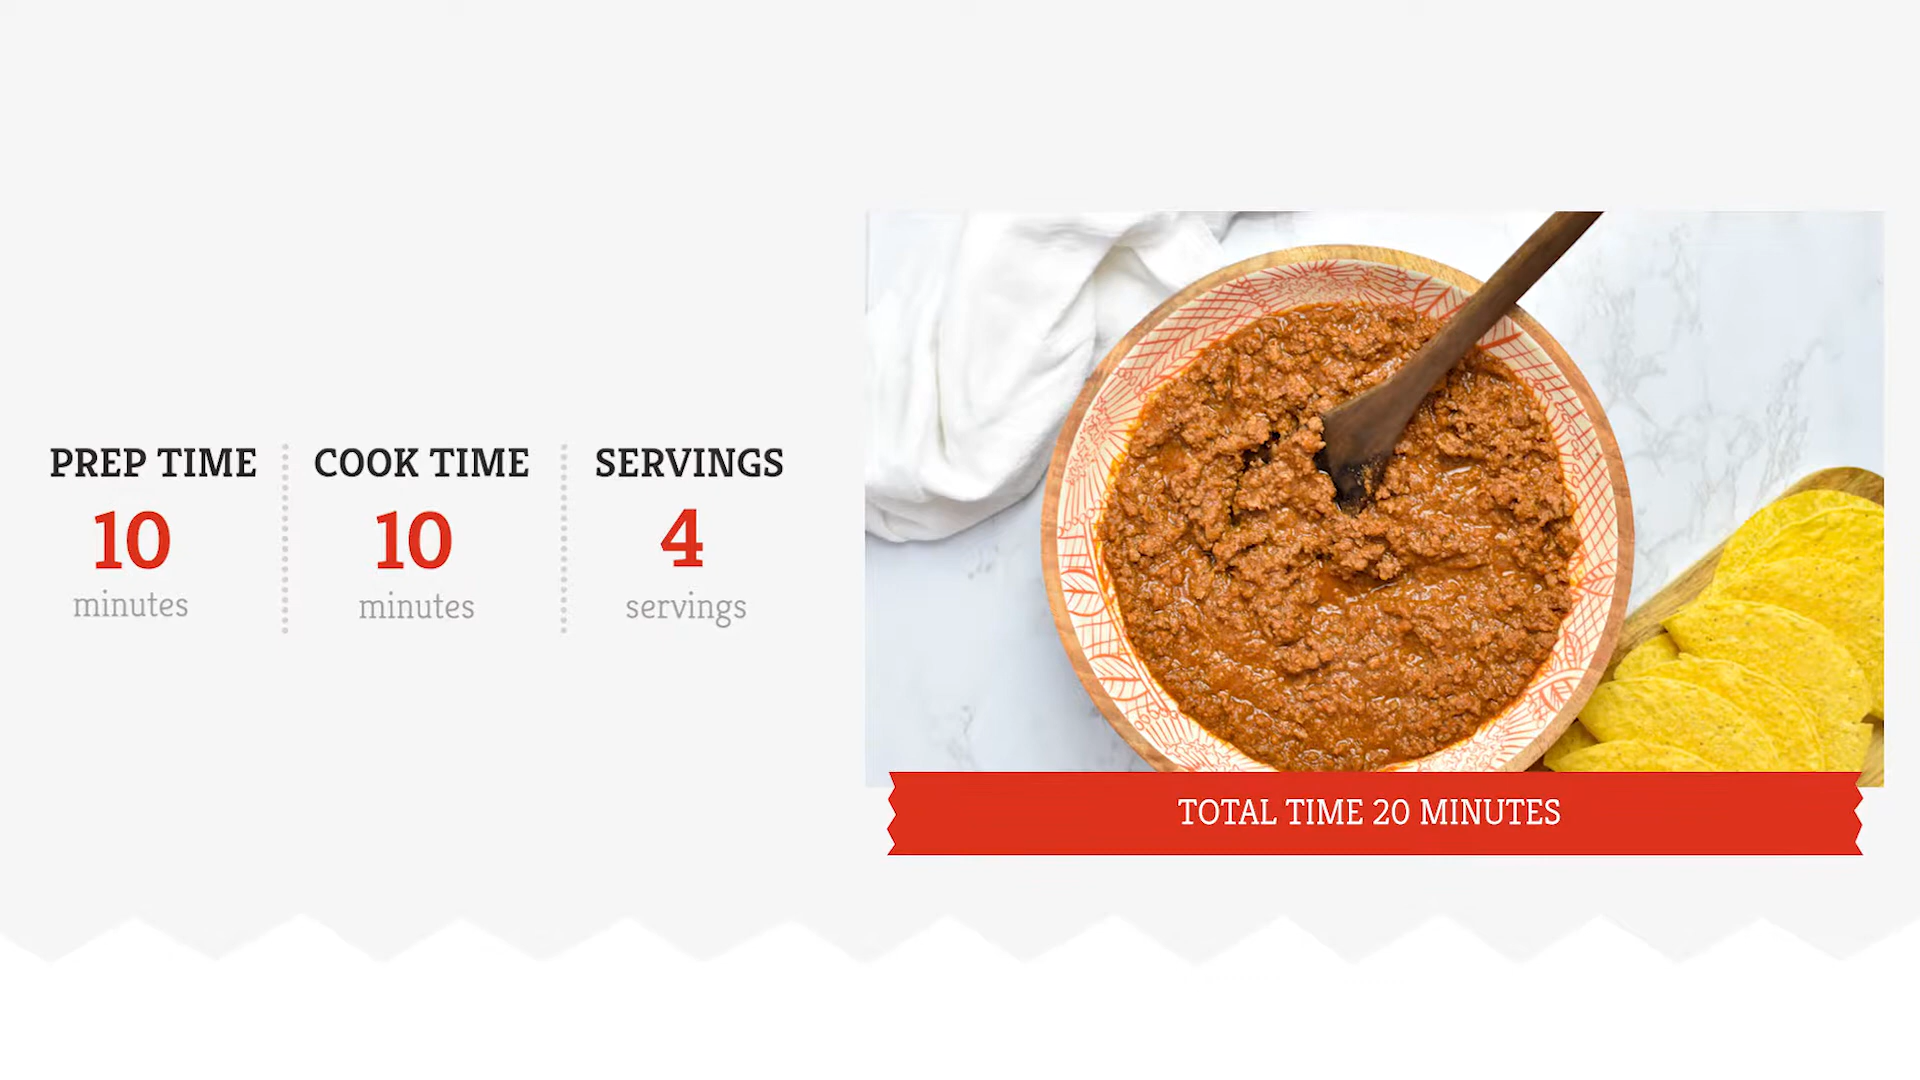 PREP TIME
10
minutes
COOK TIME
10
minutes
SERVINGS
4
servings
TOTAL TIME 20 MINUTES